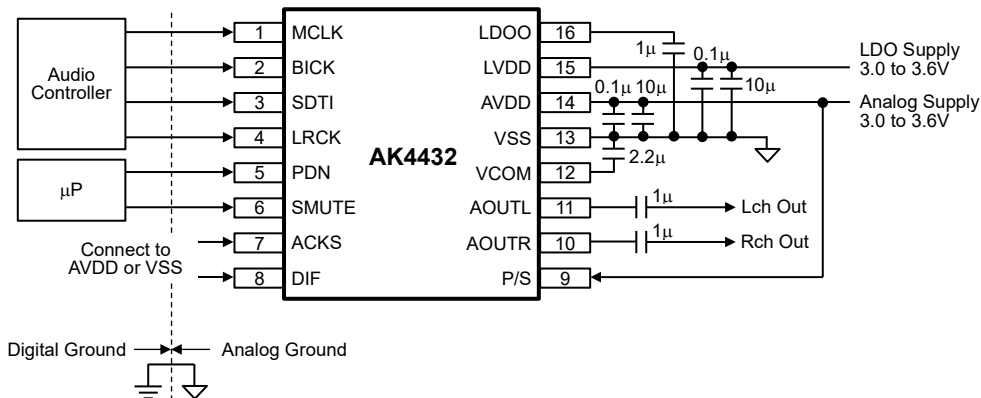 Audio
Controller
μP
Connect to
AVDD or VSS
Digital Ground
Analog Ground
AK4432
1 MCLK
2 BICK
3 SDTI
4 LRCK
5 PDN
6 SMUTE
7 ACKS
8 DIF
LDOO 16
LVDD 15
AVDD 14
VSS 13
VCOM 12
AOUTL 11
AOUTR 10
P/S 9
1μ
0.1μ
10μ
0.1μ 10μ
2.2μ
1μ
1μ
LDO Supply
3.0 to 3.6V
Analog Supply
3.0 to 3.6V
Lch Out
Rch Out